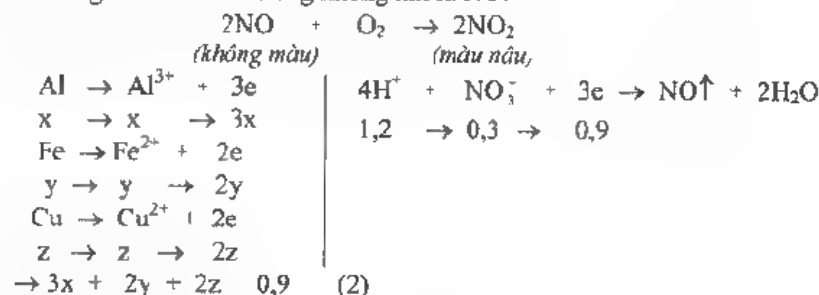 2NO + O₂ → 2NO₂
(không màu) (màu nâu)
Al → Al³⁺ + 3e
x → x → 3x
Fe → Fe²⁺ + 2e
y → y → 2y
Cu → Cu²⁺ + 2e
z → z → 2z
4H⁺ + NO₃⁻ + 3e → NO↑ + 2H₂O
1,2 → 0,3 → 0,9
→ 3x + 2y + 2z 0,9 (2)